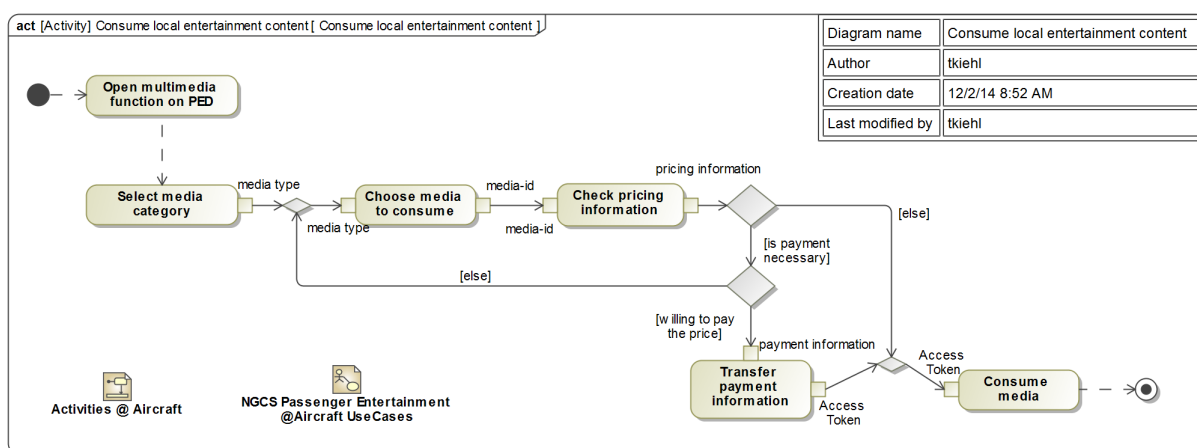 act [Activity] Consume local entertainment content [ Consume local entertainment content ]
Diagram name
Consume local entertainment content
Author
tkiehl
Creation date
12/2/14 8:52 AM
Last modified by
tkiehl
Open multimedia
function on PED
Select media
category
media type
media type
Choose media
to consume
media-id
media-id
Check pricing
information
pricing information
[else]
[is payment
necessary]
[else]
[w illing to pay
the price]
payment information
Transfer
payment
information
Access
Token
Access
Token
Consume
media
Activities @ Aircraft
NGCS Passenger Entertainment
@Aircraft UseCases